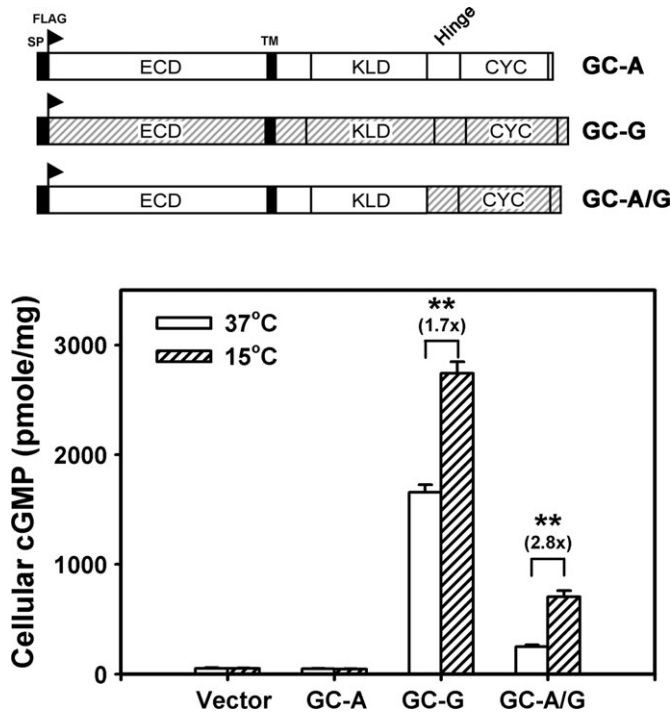 FLAG
SP
TM
Hinge
ECD
KLD
CYC
GC-A
ECD
KLD
CYC
GC-G
ECD
KLD
CYC
GC-A/G
Cellular cGMP (pmole/mg)
3000
2000
1000
0
37°C
15°C
**
(1.7x)
**
(2.8x)
Vector GC-A GC-G GC-A/G